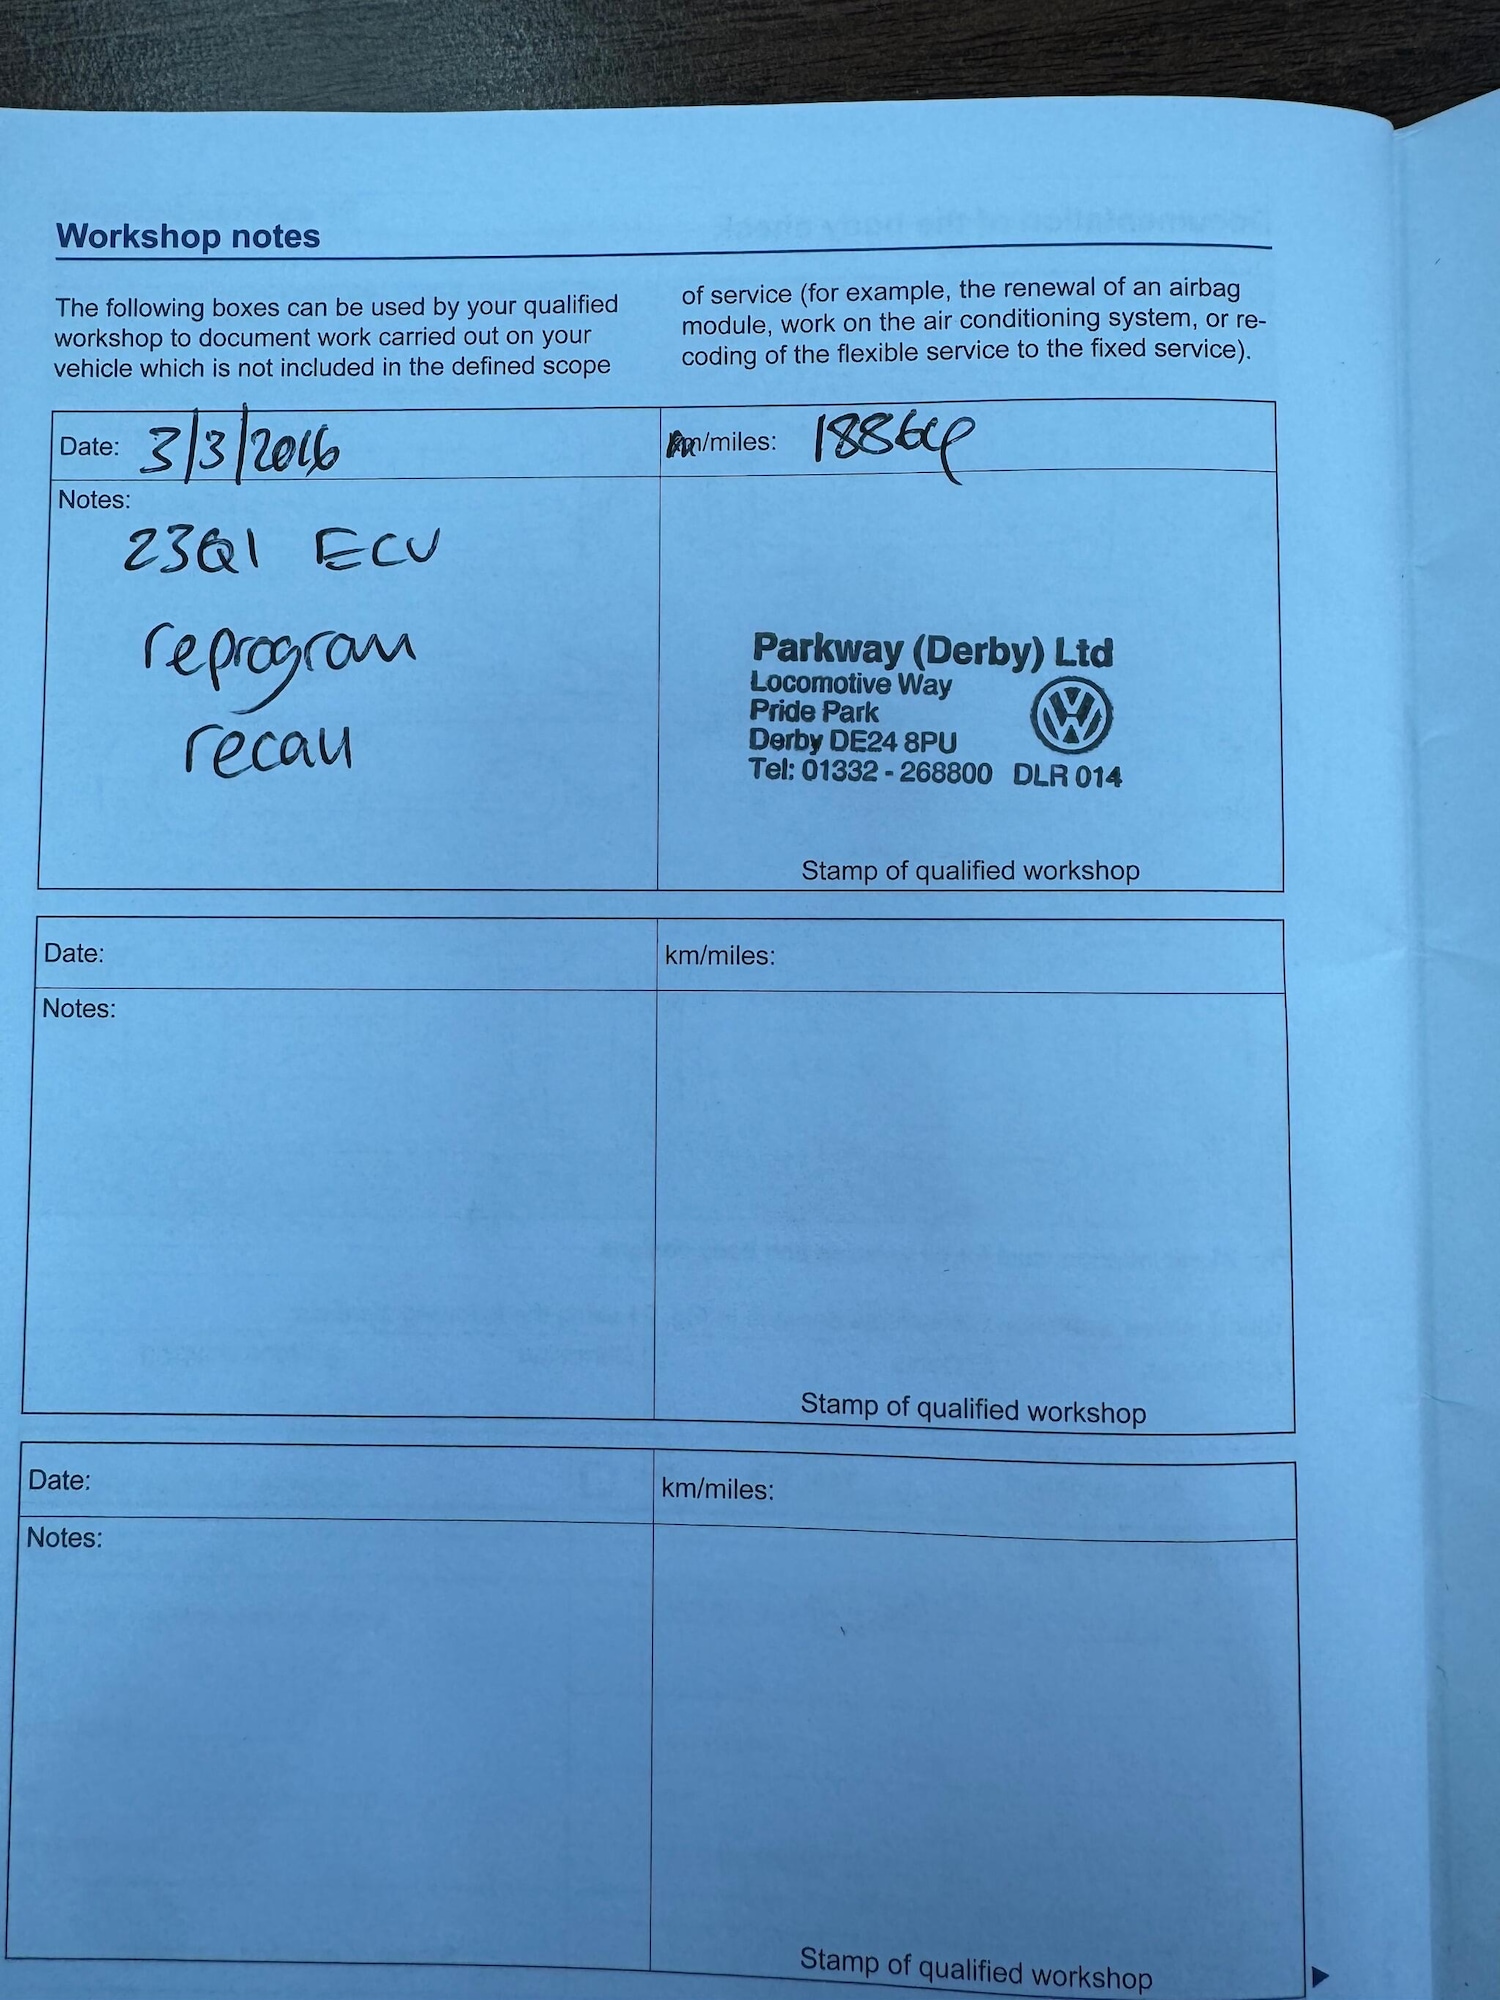 Workshop notes
The following boxes can be used by your qualified
workshop to document work carried out on your
vehicle which is not included in the defined scope
of service (for example, the renewal of an airbag
module, work on the air conditioning system, or re-
coding of the flexible service to the fixed service).
Date: 3/3/2016
/miles:
Notes:
23Q1 ECU
reprogram
recall
Parkway (Derby) Ltd
Locomotive Way
Pride Park
Derby DE24 8PU
Tel: 01332 - 268800 DLR 014
Stamp of qualified workshop
Date:
km/miles:
Notes:
Stamp of qualified workshop
Date:
km/miles:
Notes:
Stamp of qualified workshop